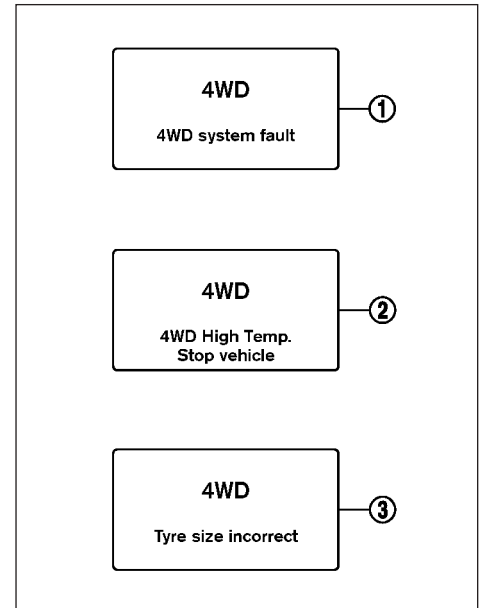 4WD
4WD system fault
1
4WD
4WD High Temp.
Stop vehicle
2
4WD
Tyre size incorrect
3